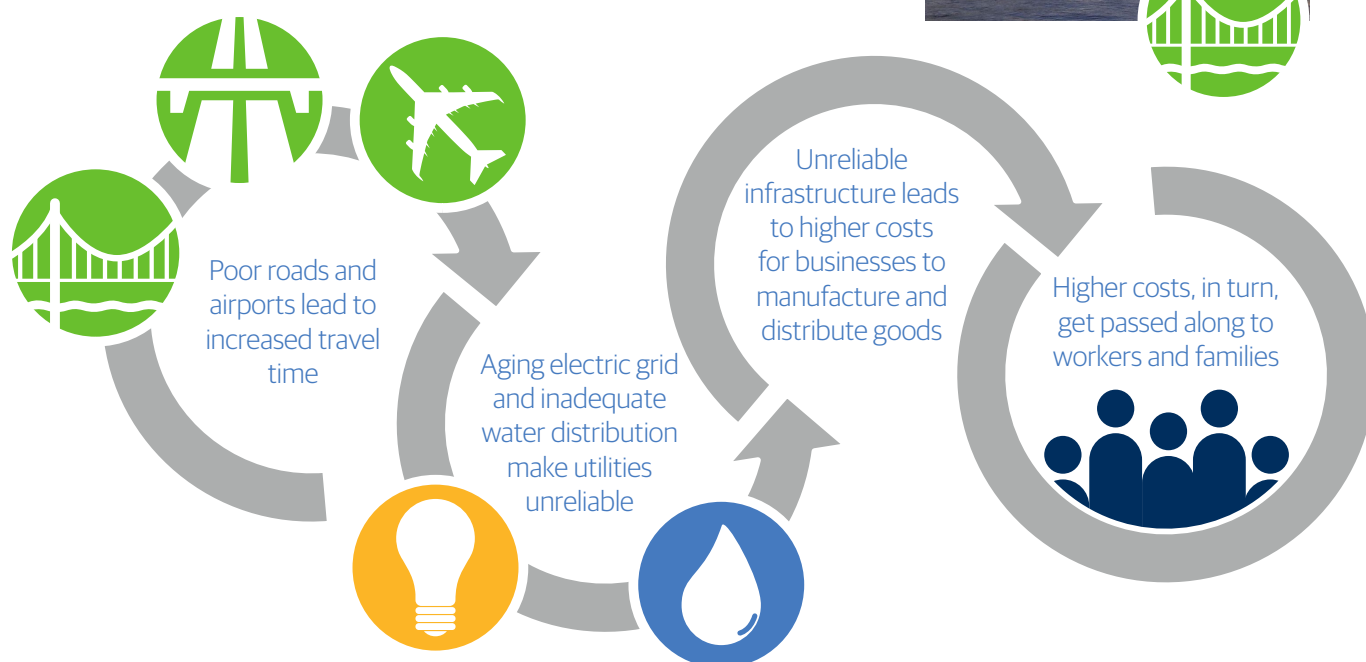 Poor roads and
airports lead to
increased travel
time
Aging electric grid
and inadequate
water distribution
make utilities
unreliable
Unreliable
infrastructure leads
to higher costs
for businesses to
manufacture and
distribute goods
Higher costs, in turn,
get passed along to
workers and families